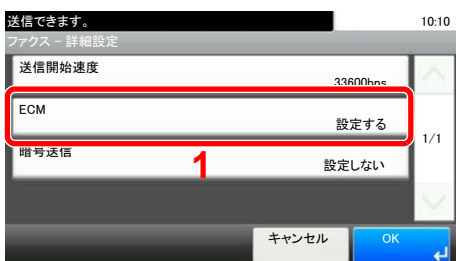 送信できます。 10:10
ファクス - 詳細設定
送信開始速度
33600bps
ECM
設定する
1/1
暗号送信
1
設定しない
キャンセル OK